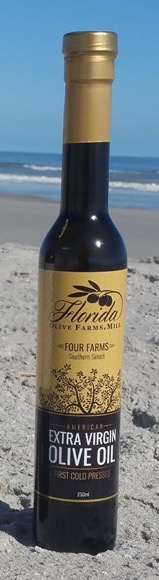 Florida
OLIVE FARMS & MILL
FOUR FARMS
Southern Select
AMERICAN
EXTRA VIRGIN
OLIVE OIL
FIRST COLD PRESSED
250ml